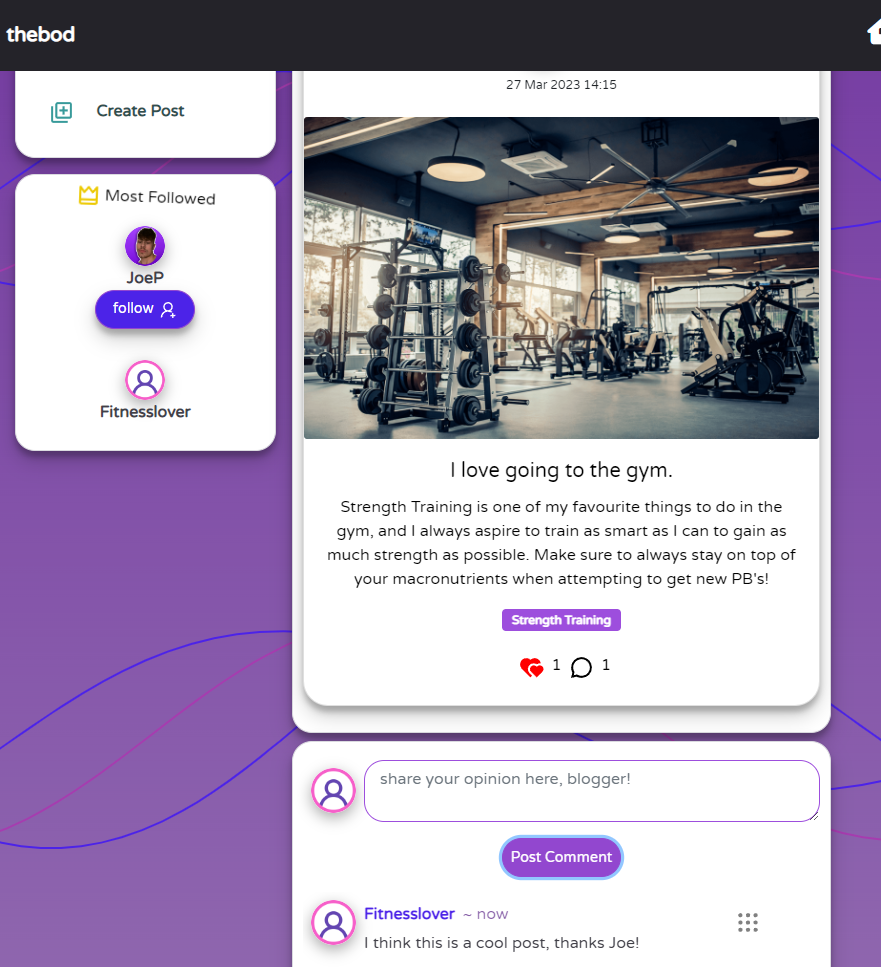 thebod
Create Post
Most Followed
JoeP
follow
Fitnesslover
27 Mar 2023 14:15
I love going to the gym.
Strength Training is one of my favourite things to do in the
gym, and I always aspire to train as smart as I can to gain as
much strength as possible. Make sure to always stay on top of
your macronutrients when attempting to get new PB's!
Strength Training
1 1
share your opinion here, blogger!
Post Comment
Fitnesslover ~ now
I think this is a cool post, thanks Joe!